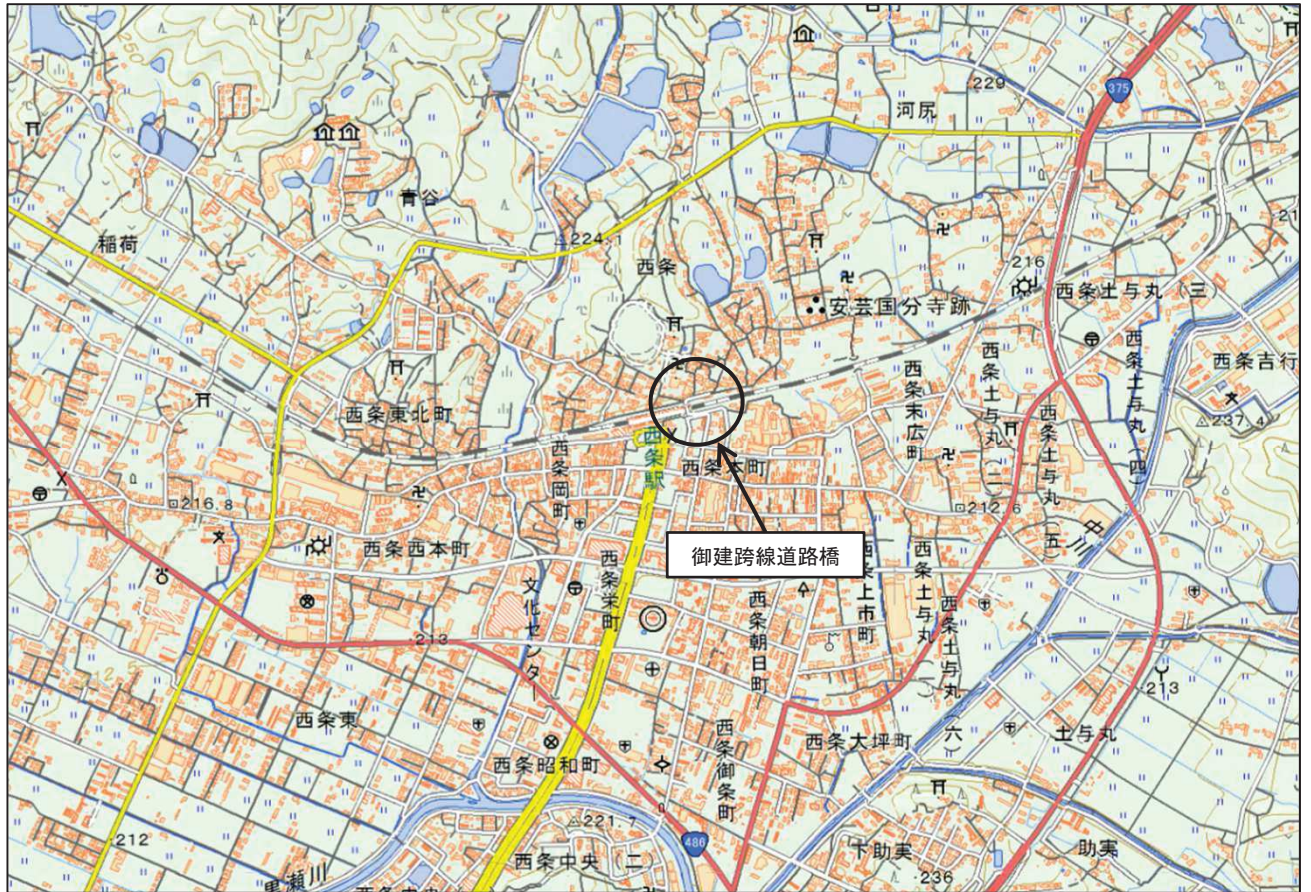 375
229
河尻
青谷
稲荷
224.1
西条
216
西条土与丸(三)
安芸国分寺跡
西条吉行
237.4
西条土与丸(四)
西条土与丸(五)
西条土与丸(二)
西条末広町
西条東北町
西条駅
西条本町
西条岡町
216.8
212.6
西条西本町
御建跨線道路橋
西条栄町
文化センター
西条朝日町
西条上市町
西条土与丸(一)
西条土与丸(六)
213
213
西条東
西条大坪町
土与丸
西条御条町
西条昭和町
221.7
486
212
西条中央(二)
黒瀬川
下助実
助実
236